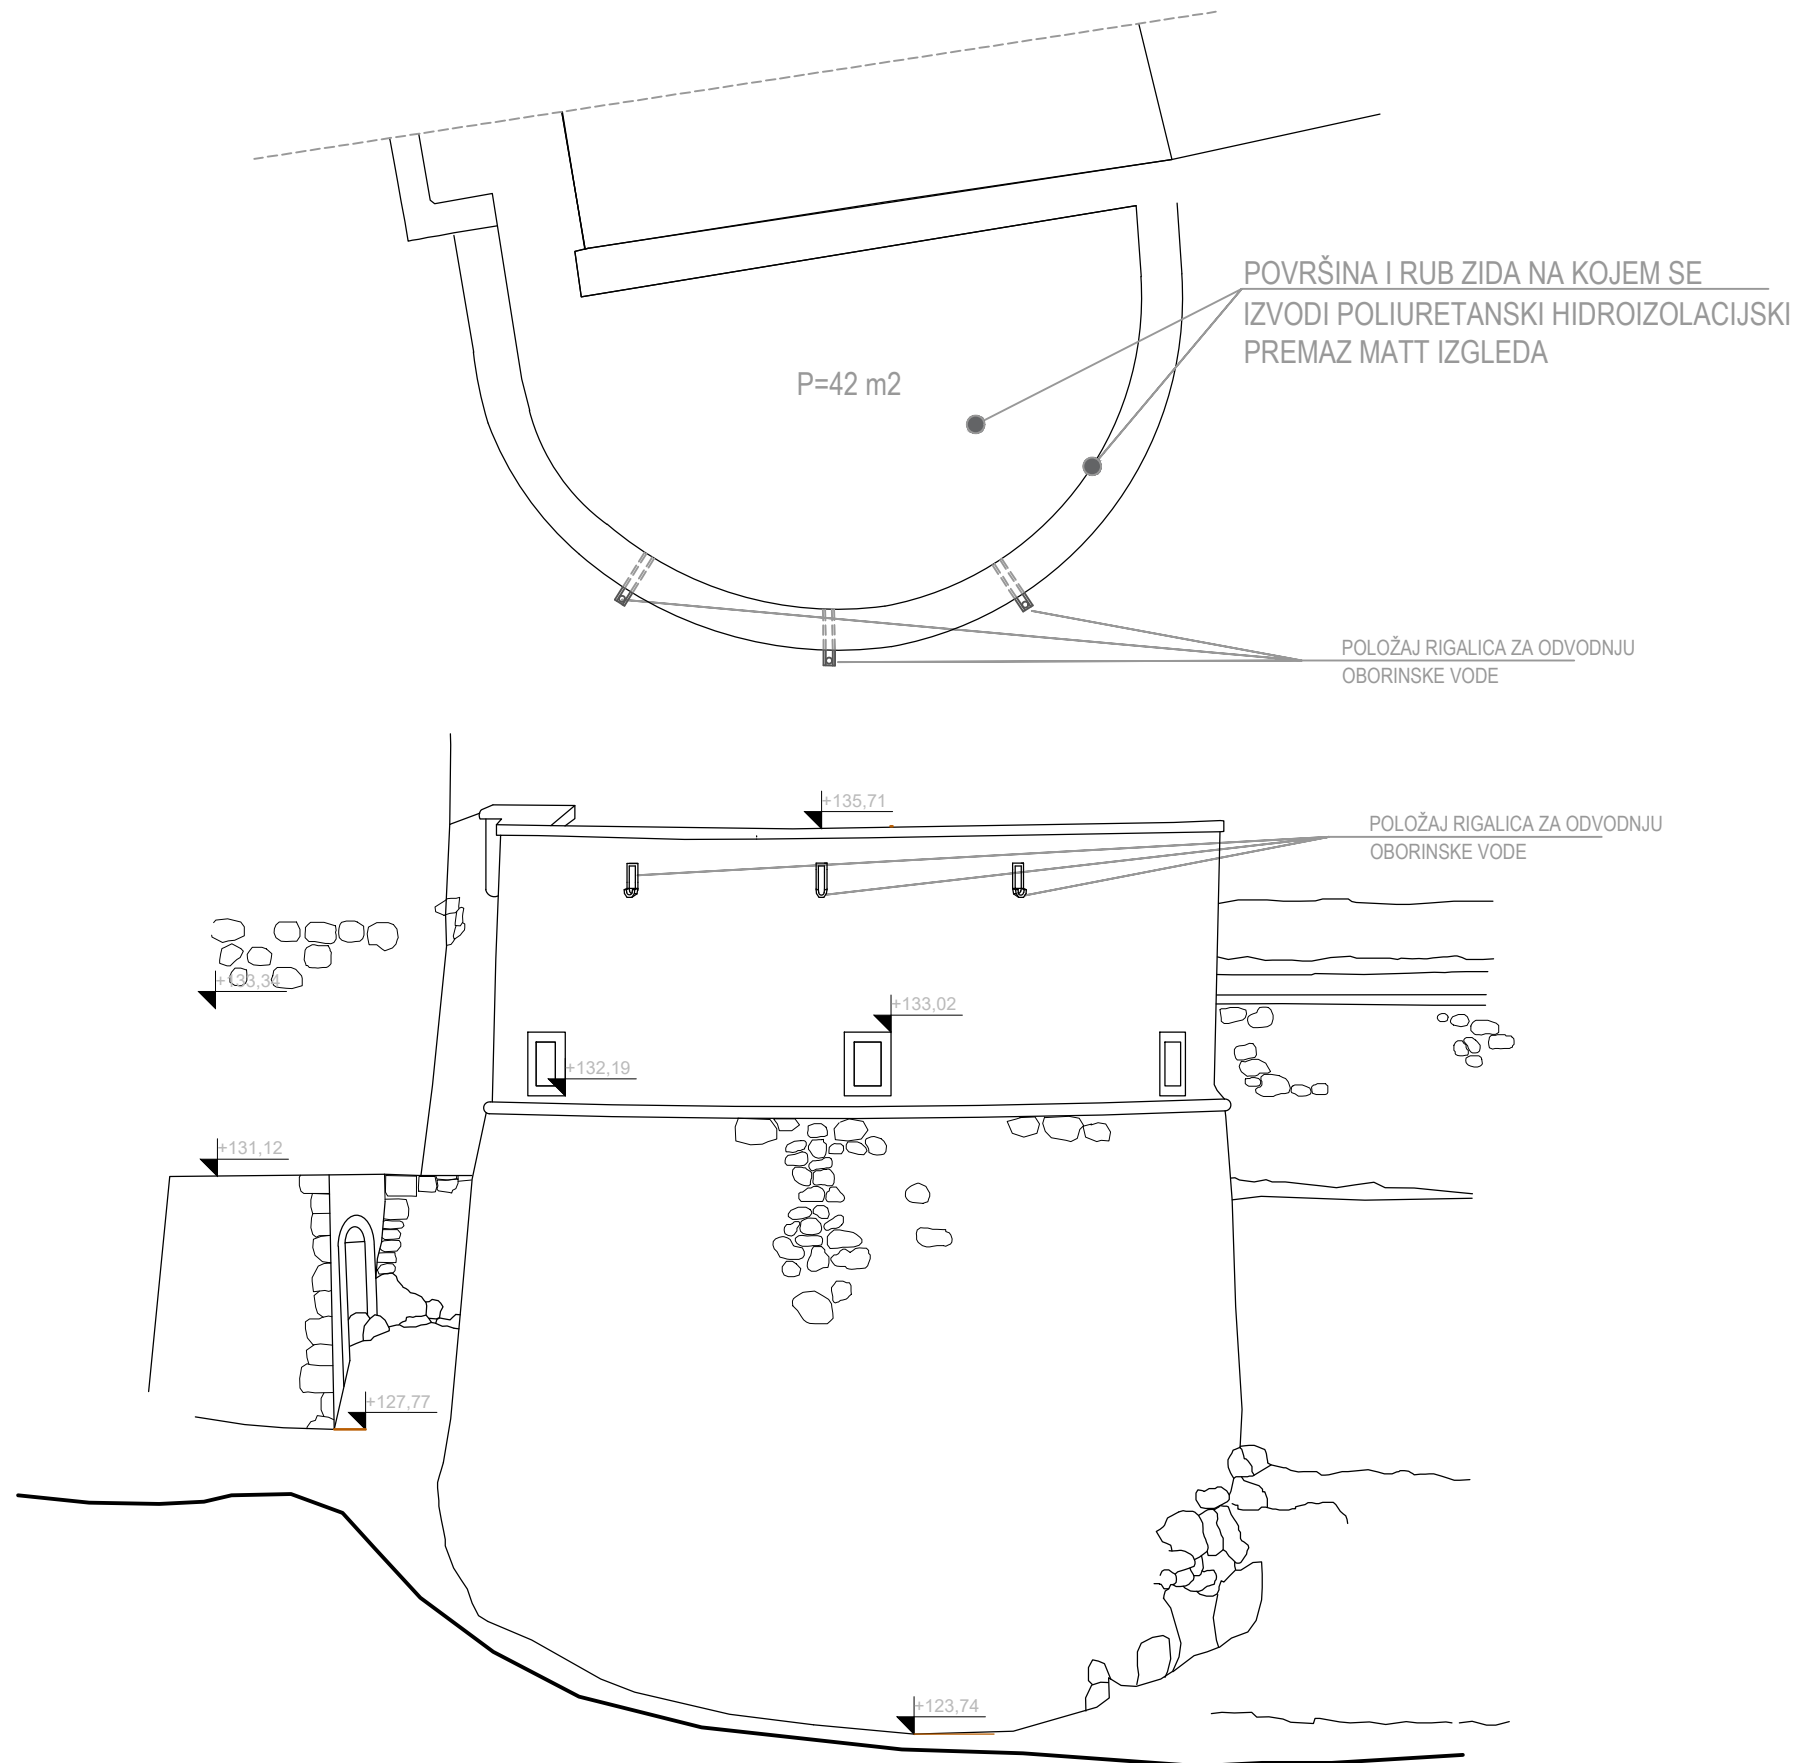 POVRŠINA I RUB ZIDA NA KOJEM SE
IZVODI POLIURETANSKI HIDROIZOLACIJSKI
PREMAZ MATT IZGLEDA
P=42 m2
POLOŽAJ RIGALICA ZA ODVODNJU
OBORINSKE VODE
+135,71
POLOŽAJ RIGALICA ZA ODVODNJU
OBORINSKE VODE
+133,34
+133,02
+132,19
+131,12
+127,77
+123,74